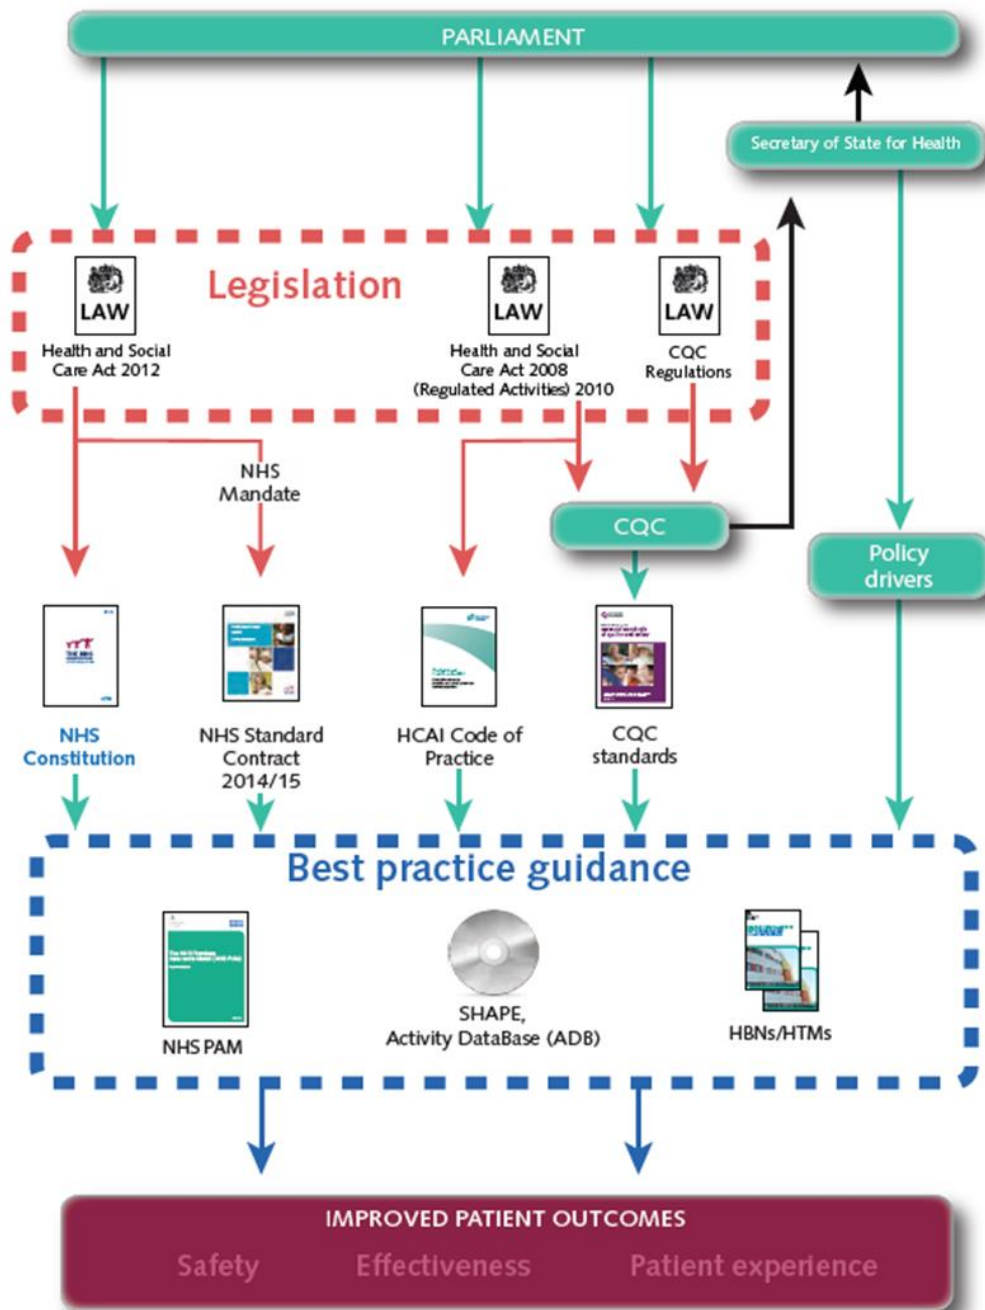 PARLIAMENT
Secretary of State for Health
Legislation
LAW
Health and Social
Care Act 2012
LAW
Health and Social
Care Act 2008
(Regulated Activities) 2010
LAW
CQC
Regulations
NHS
Mandate
CQC
Policy
drivers
NHS
Constitution
NHS Standard
Contract
2014/15
HCAI Code of
Practice
CQC
standards
Best practice guidance
NHS PAM
SHAPE,
Activity DataBase (ADB)
HBNs/HTMs
IMPROVED PATIENT OUTCOMES
Safety
Effectiveness
Patient experience